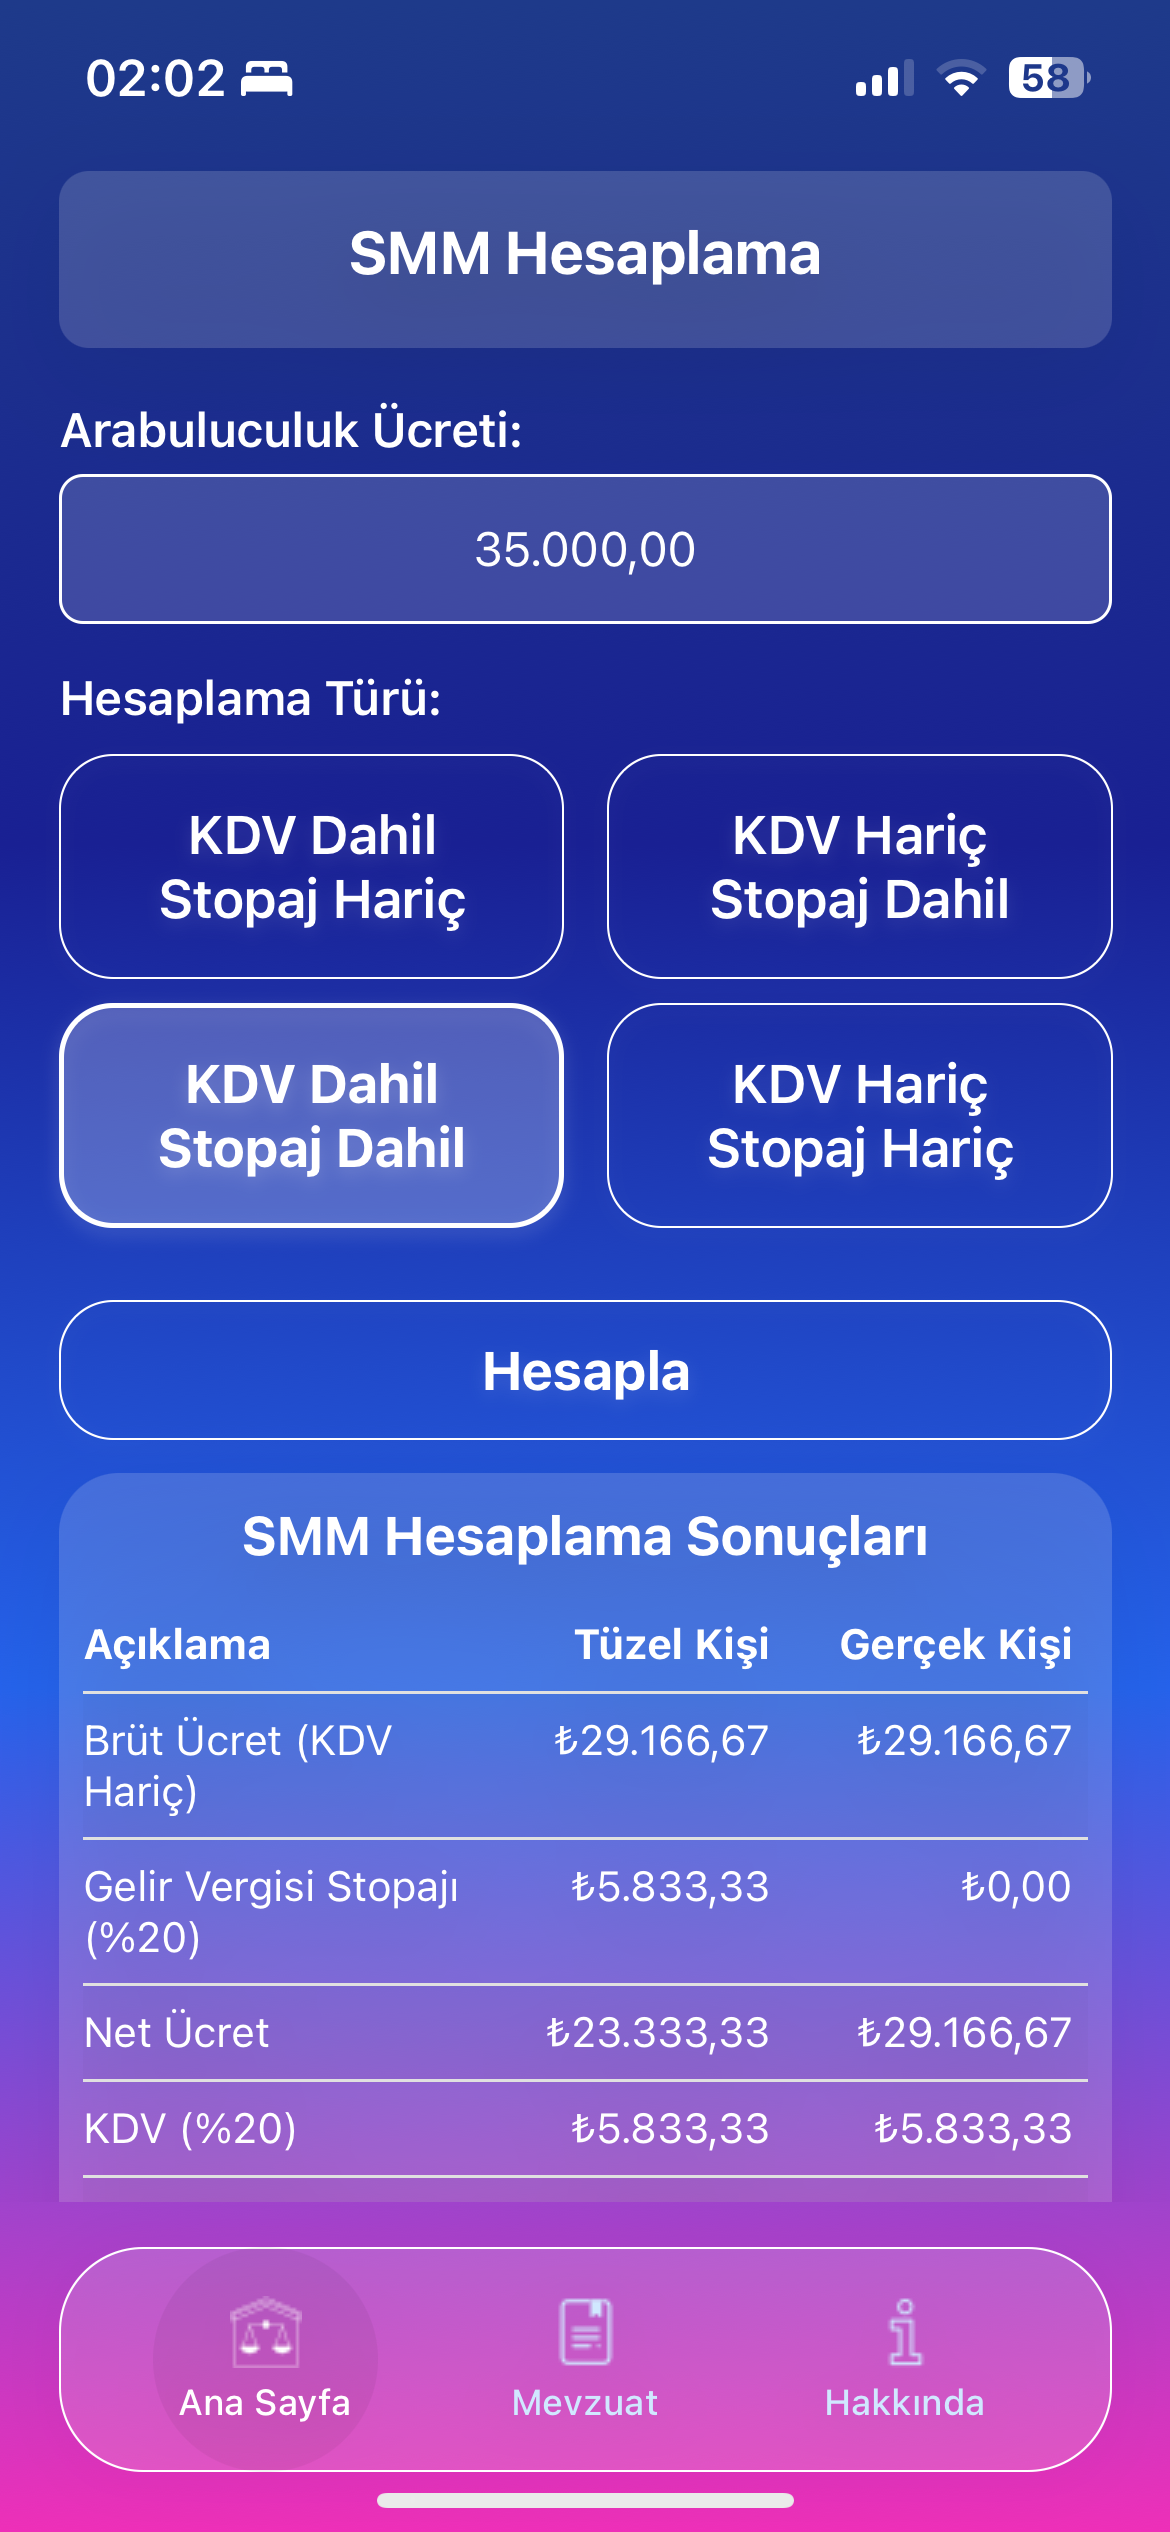 02:02
58
SMM Hesaplama
Arabuluculuk Ücreti:
35.000,00
Hesaplama Türü:
KDV Dahil
Stopaj Hariç
KDV Hariç
Stopaj Dahil
KDV Dahil
Stopaj Dahil
KDV Hariç
Stopaj Hariç
Hesapla
SMM Hesaplama Sonuçları
Açıklama Tüzel Kişi Gerçek Kişi
Brüt Ücret (KDV ₺29.166,67 ₺29.166,67
Hariç)
Gelir Vergisi Stopajı ₺5.833,33 ₺0,00
(%20)
Net Ücret ₺23.333,33 ₺29.166,67
KDV (%20) ₺5.833,33 ₺5.833,33
Ana Sayfa Mevzuat Hakkında